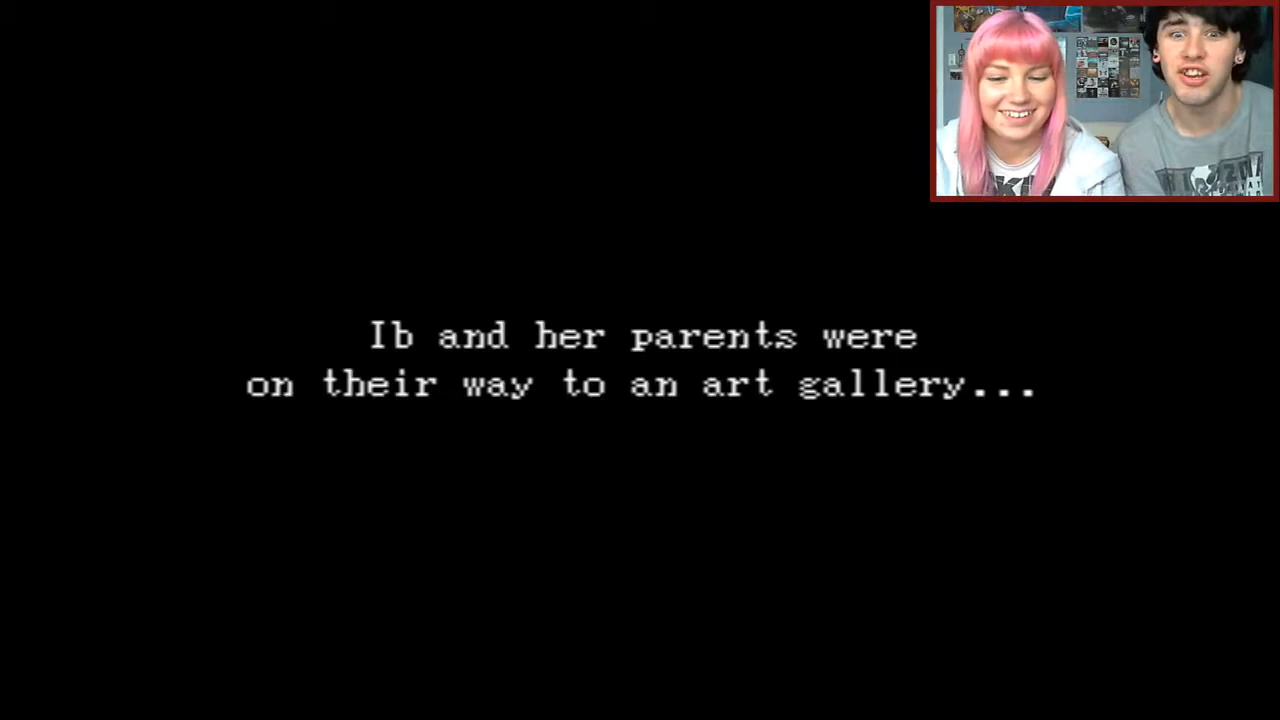 Ib and her parents were
on their way to an art gallery...